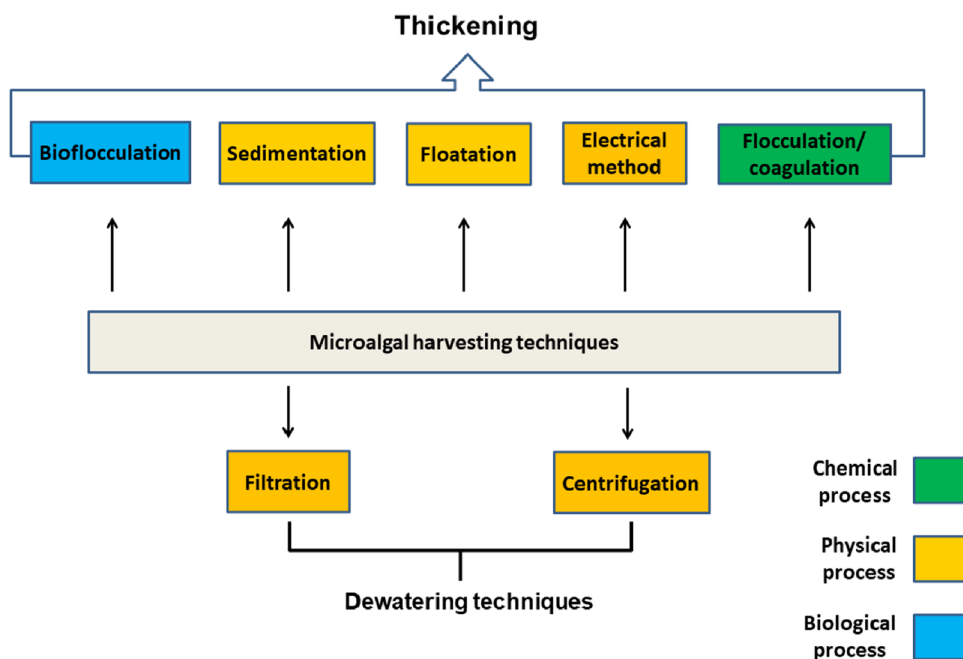 Thickening
Bioflocculation
Sedimentation
Floatation
Electrical
method
Flocculation/
coagulation
Microalgal harvesting techniques
Filtration
Centrifugation
Dewatering techniques
Chemical
process
Physical
process
Biological
process